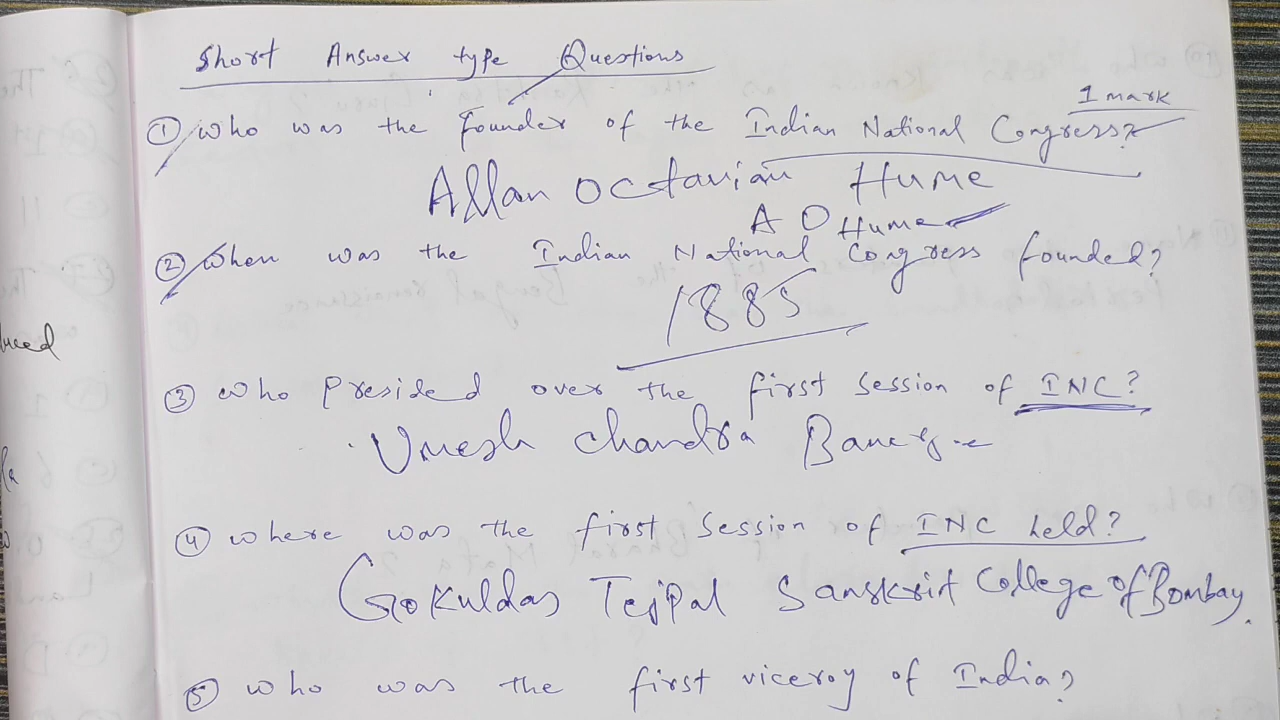 Short Answer type Questions
1 mark
① Who was the founder of the Indian National Congress?
Allan Octavian Hume
A O Hume
② When was the Indian National Congress founded?
1885
③ Who presided over the first session of INC?
Umesh Chandra Banerjee
④ Where was the first session of INC held?
Gokuldas Tejpal Sanskrit College of Bombay.
⑤ Who was the first viceroy of India?